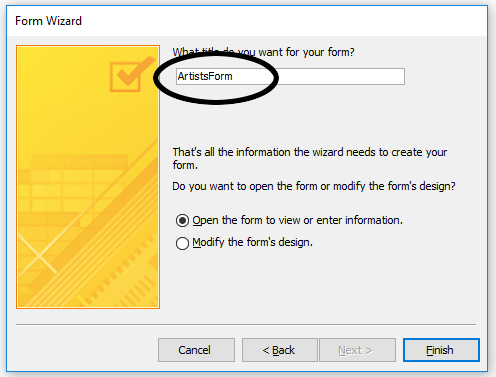 Form Wizard
What title do you want for your form?
ArtistsForm
That's all the information the wizard needs to create your
form.
Do you want to open the form or modify the form's design?
Open the form to view or enter information.
Modify the form's design.
Cancel
< Back
Next >
Finish